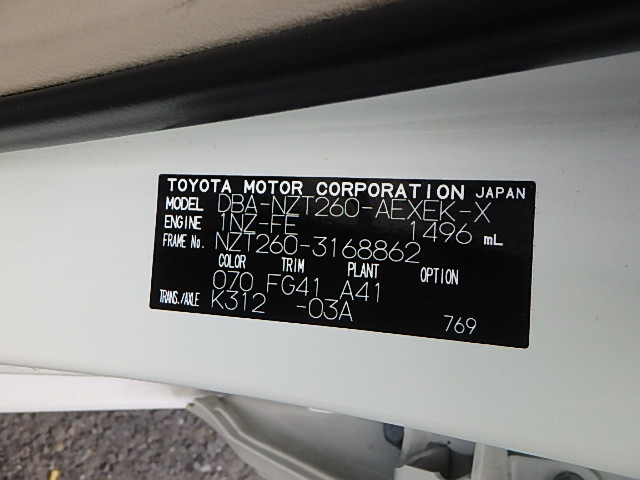 TOYOTA MOTOR CORPORATION JAPAN
MODEL DBA-NZT260-AEXEK-X
ENGINE 1NZ-FE 1496 mL
FRAME No. NZT260-3168862
COLOR TRIM PLANT OPTION
070 FG41 A41
TRANS./AXLE K312 -03A
769